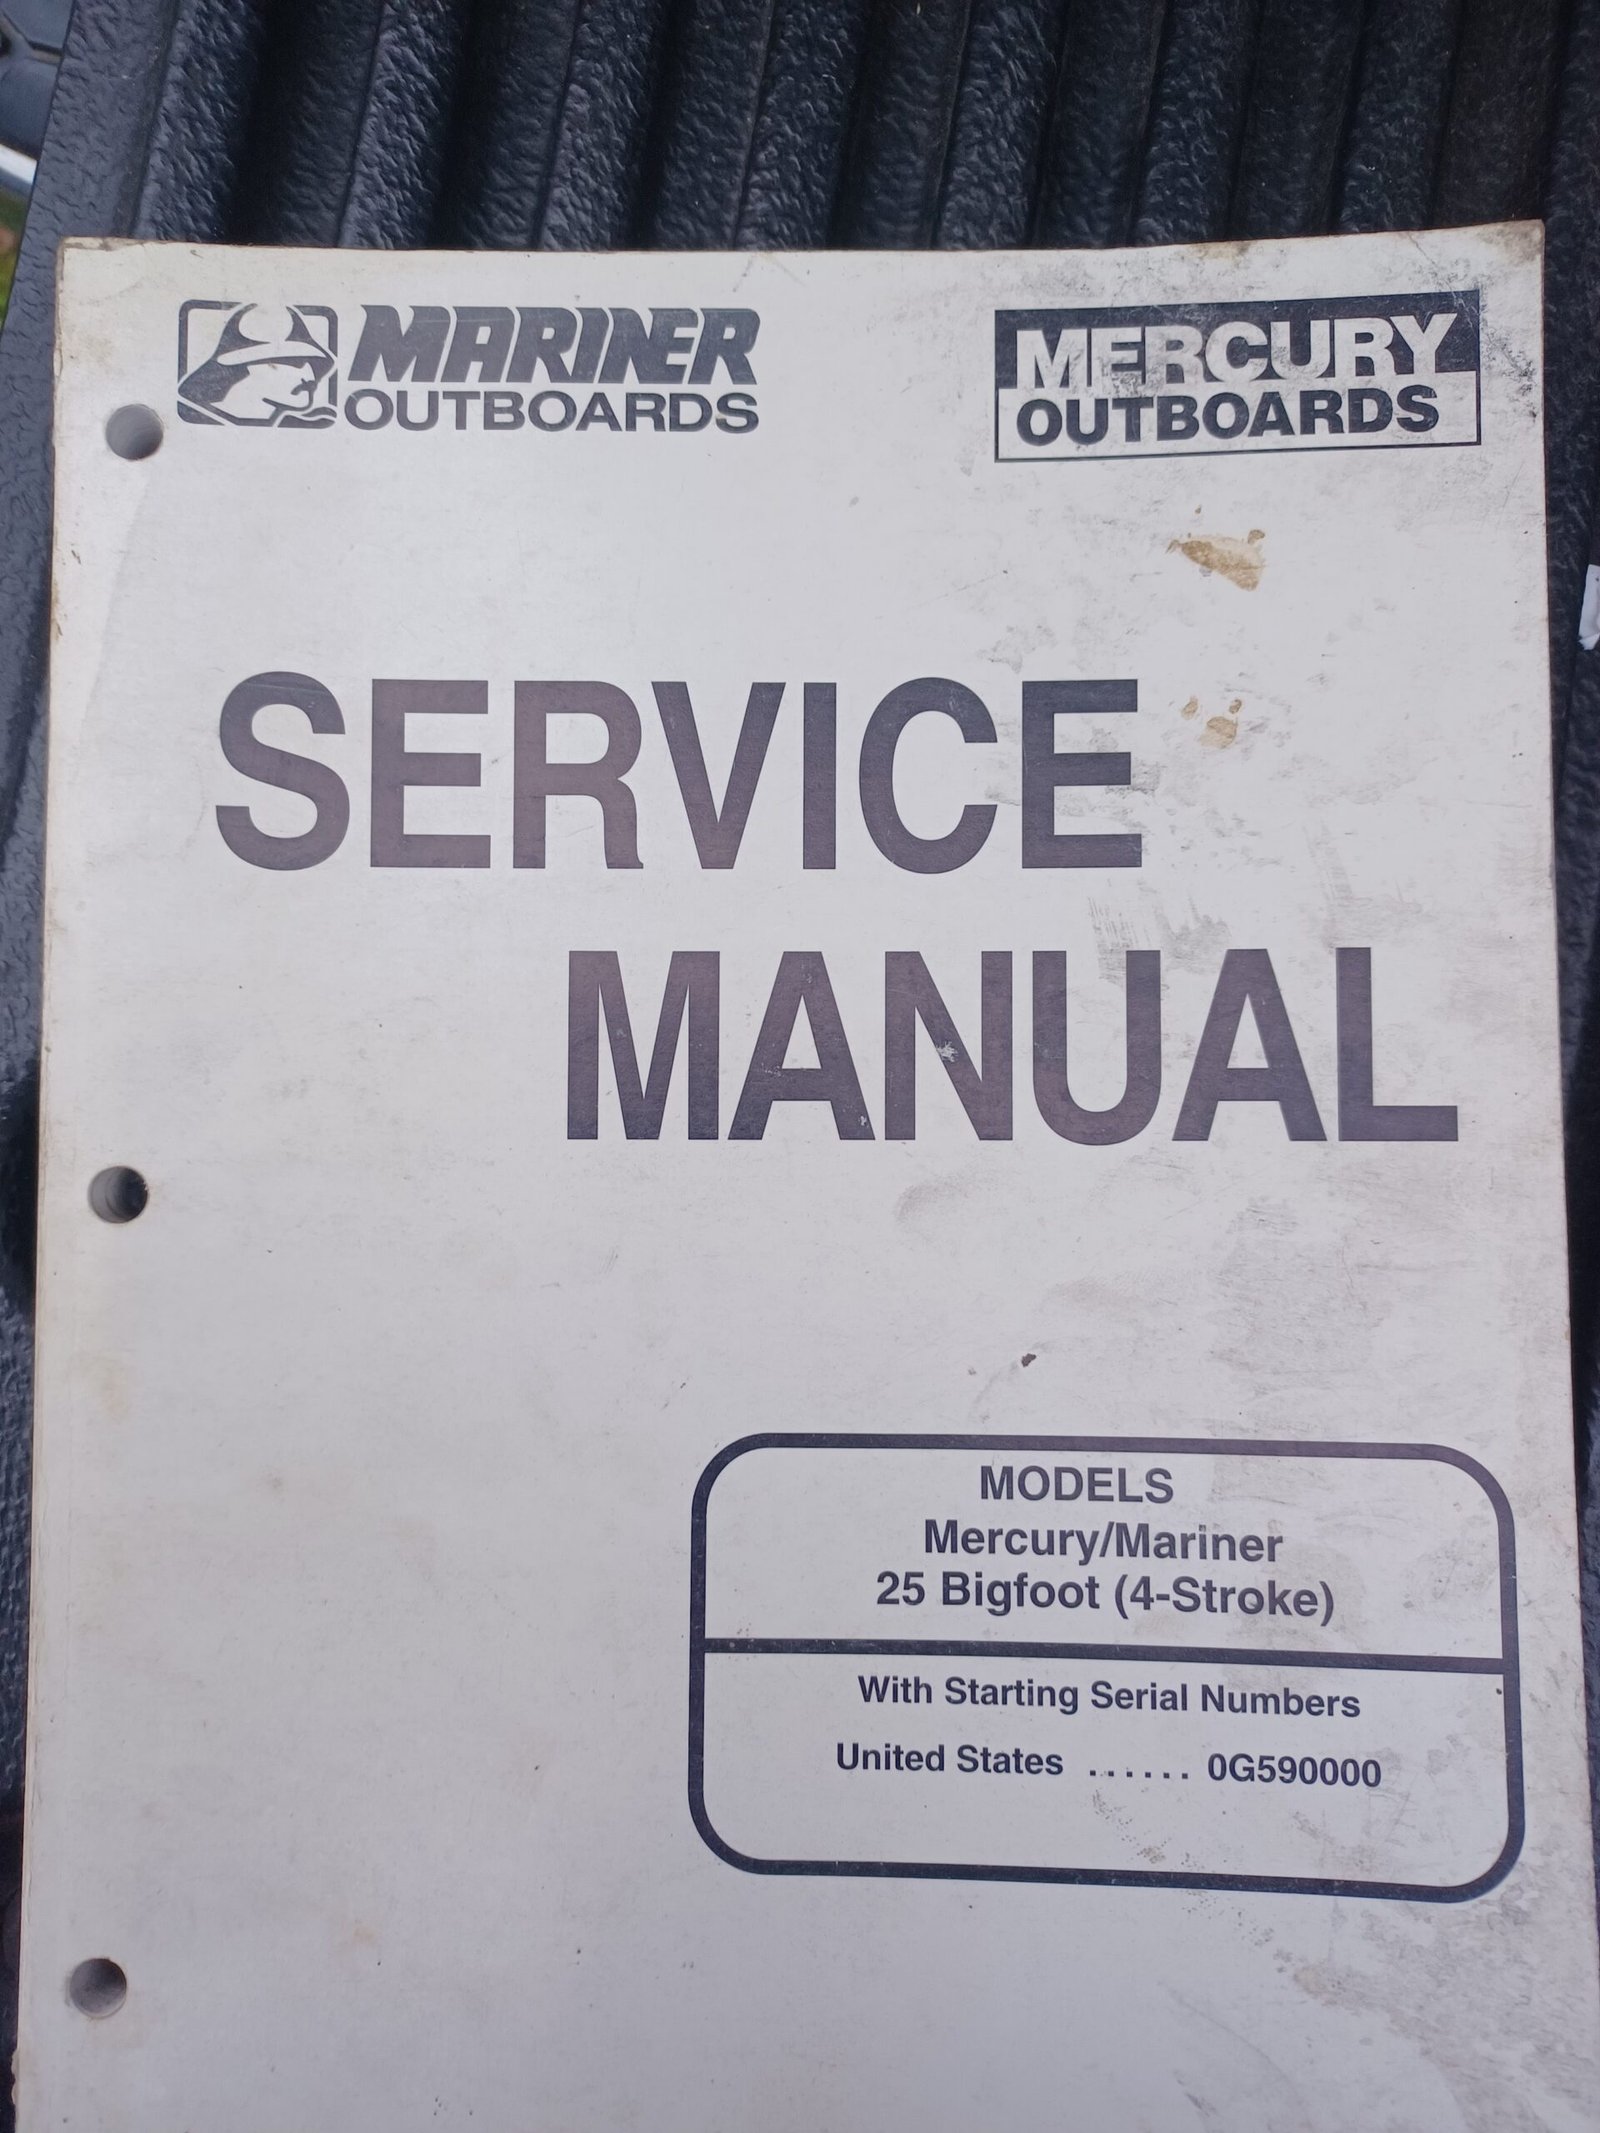 MARINER
OUTBOARDS
MERCURY
OUTBOARDS
SERVICE
MANUAL
MODELS
Mercury/Mariner
25 Bigfoot (4-Stroke)
With Starting Serial Numbers
United States ...... 0G590000